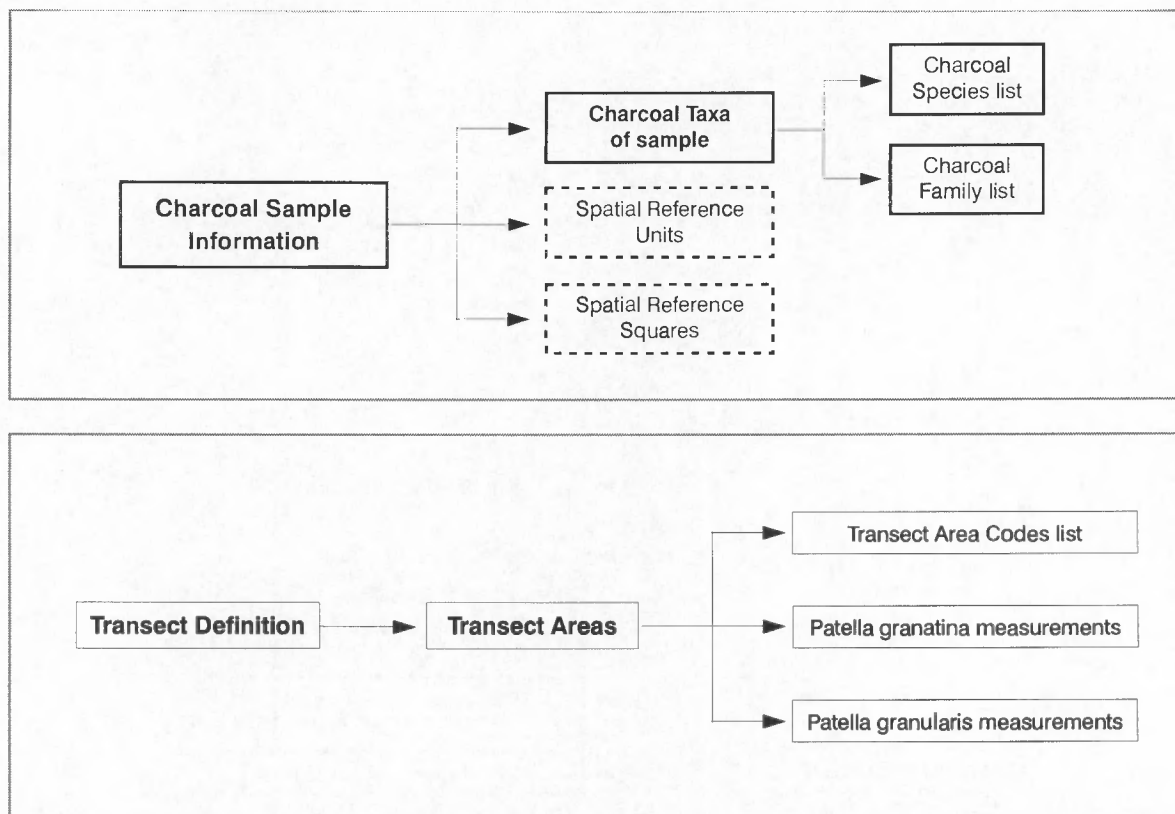 Charcoal
Species list
Charcoal Taxa
of sample
Charcoal
Family list
Charcoal Sample
Information
Spatial Reference
Units
Spatial Reference
Squares
Transect Area Codes list
Transect Definition
Transect Areas
Patella granatina measurements
Patella granularis measurements